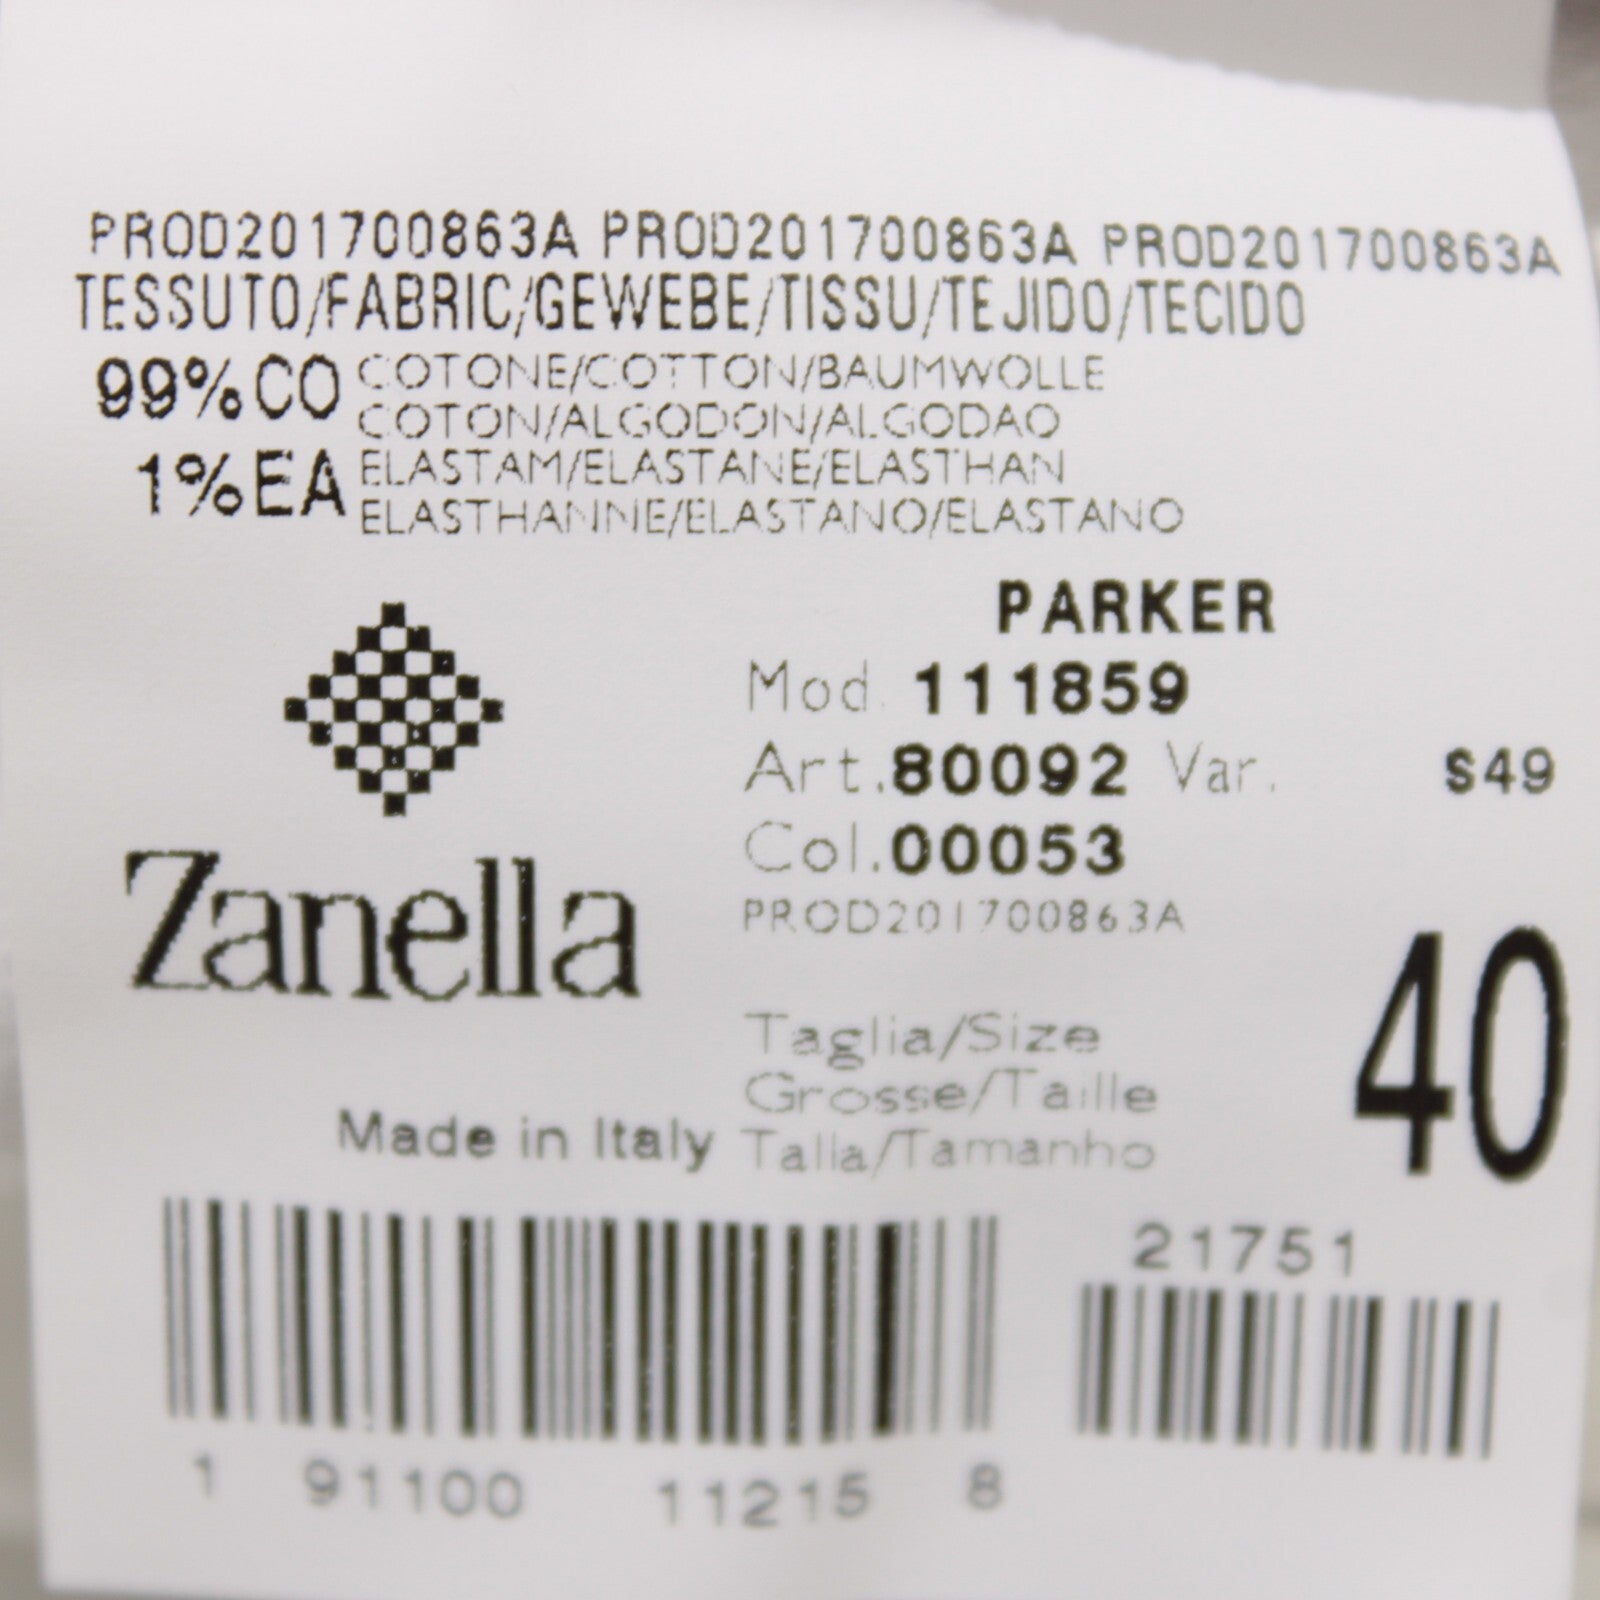 PROD201700863A PROD201700863A PROD201700863A
TESSUTO/FABRIC/GEWEBE/TISSU/TEJIDO/TECIDO
99%CO COTONE/COTTON/BAUMWOLLE
COTON/ALGODON/ALGODAO
1%EA ELASTAM/ELASTANE/ELASTHAN
ELASTHANNE/ELASTANO/ELASTANO
PARKER
Mod. 111859
Art.80092 Var. S49
Col.00053
PROD201700863A
Zanella
Taglia/Size
Grosse/Taille
Talla/Tamanho
40
Made in Italy
21751
1 91100 11215 8